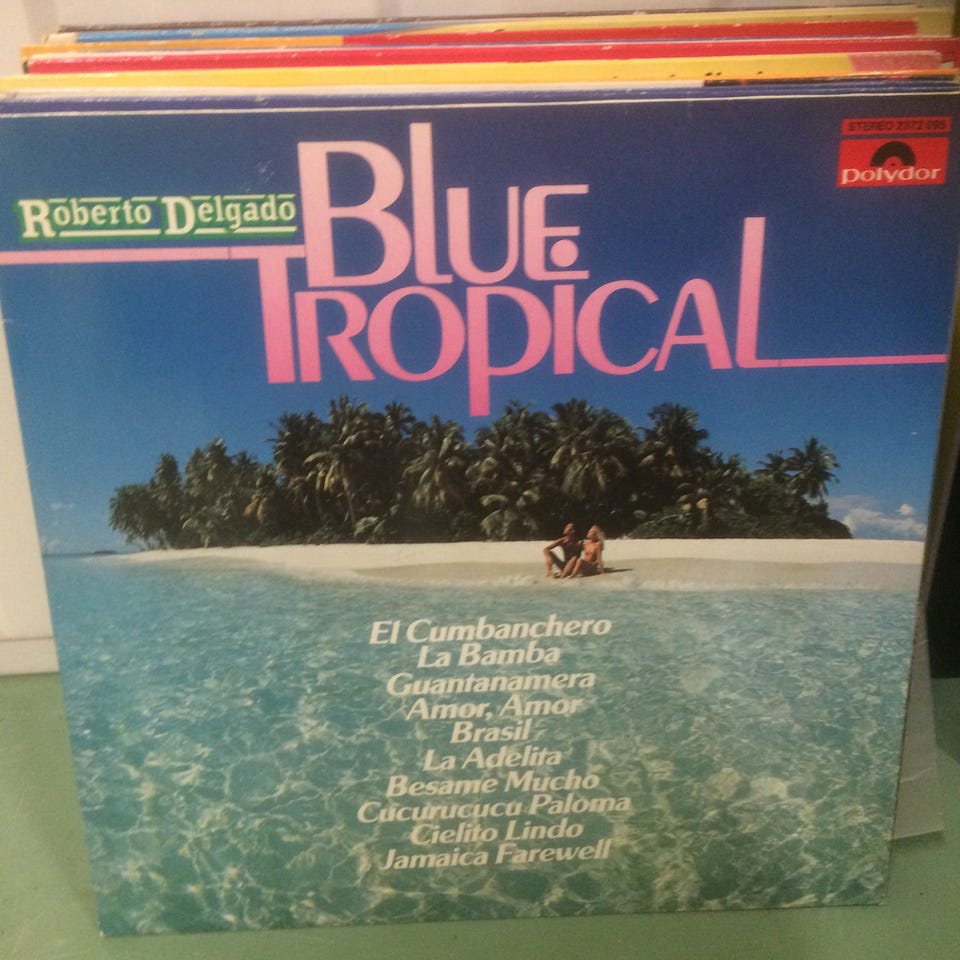 STEREO 2372 095
polydor
Roberto Delgado
BLUE
TROPICAL
El Cumbanchero
La Bamba
Guantanamera
Amor, Amor
Brasil
La Adelita
Besame Mucho
Cucurucucu Paloma
Cielito Lindo
Jamaica Farewell